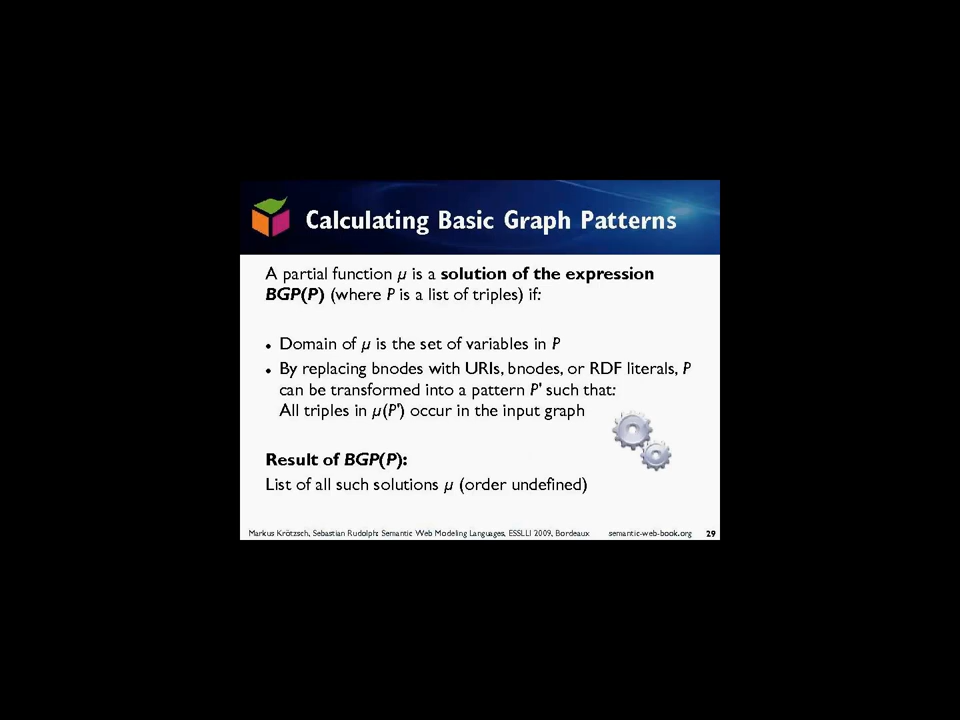 Calculating Basic Graph Patterns
A partial function µ is a solution of the expression
BGP(P) (where P is a list of triples) if:
• Domain of µ is the set of variables in P
• By replacing bnodes with URIs, bnodes, or RDF literals, P
can be transformed into a pattern P' such that:
All triples in µ(P') occur in the input graph
Result of BGP(P):
List of all such solutions µ (order undefined)
Markus Krötzsch, Sebastian Rudolph: Semantic Web Modeling Languages, ESSLLI 2009, Bordeaux semantic-web-book.org 29